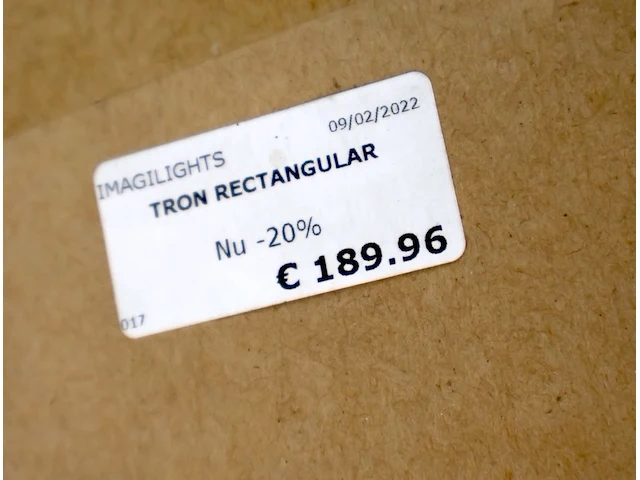 09/02/2022
IMAGILIGHTS
TRON RECTANGULAR
Nu -20%
€ 189.96
017